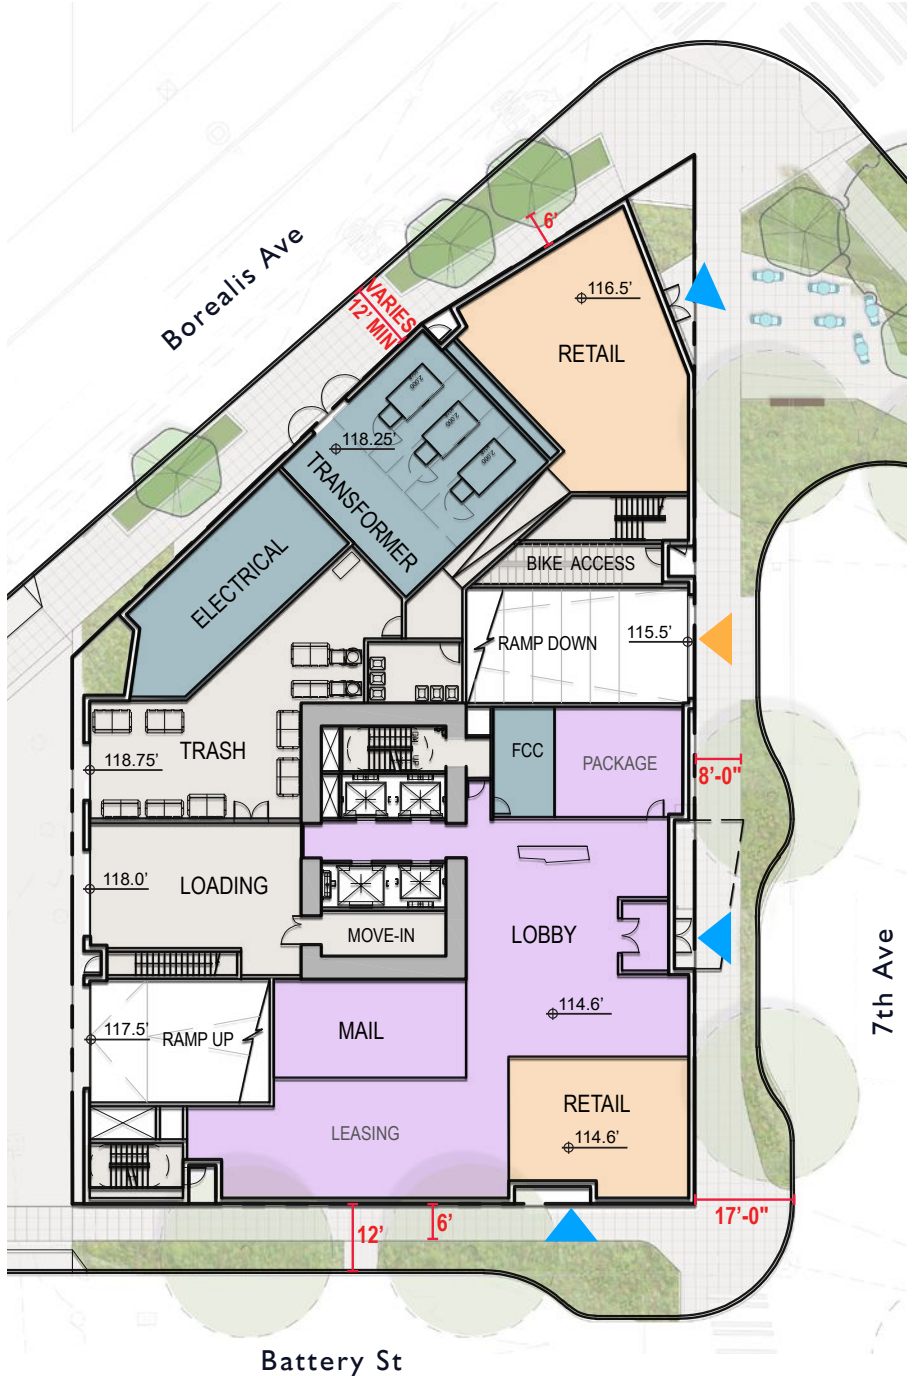 Borealis Ave
6'
VARIES
12' MIN
116.5'
RETAIL
118.25'
TRANSFORMER
ELECTRICAL
BIKE ACCESS
RAMP DOWN
115.5'
TRASH
118.75'
FCC
PACKAGE
8'-0"
118.0'
LOADING
MOVE-IN
LOBBY
114.6'
7th Ave
117.5'
RAMP UP
MAIL
LEASING
RETAIL
114.6'
12'
6'
17'-0"
Battery St